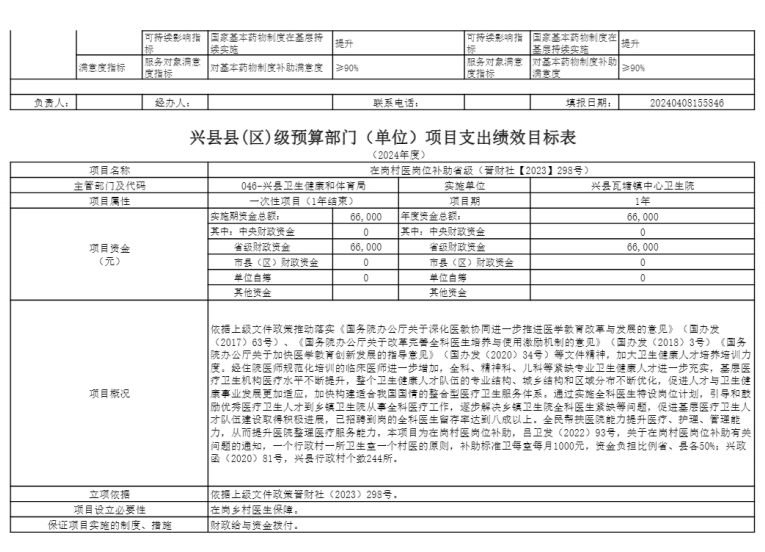 可持续影响指标 国家基本药物制度在基层持续实施 提升 可持续影响指标 国家基本药物制度在基层持续实施 提升
满意度指标 服务对象满意度指标 对基本药物制度补助满意度 ≥90% 服务对象满意度指标 对基本药物制度补助满意度 ≥90%
负责人: 经办人: 联系电话: 填报日期: 20240408155846
兴县县(区)级预算部门（单位）项目支出绩效目标表
（2024年度）
项目名称 在岗村医岗位补助省级（晋财社【2023】298号）
主管部门及代码 046-兴县卫生健康和体育局 实施单位 兴县瓦塘镇中心卫生院
项目属性 一次性项目（1年结束） 项目期 1年
项目资金（元） 实施期资金总额: 66,000 年度资金总额: 66,000
其中: 中央财政资金 0 其中: 中央财政资金 0
省级财政资金 66,000 省级财政资金 66,000
市县（区）财政资金 0 市县（区）财政资金 0
单位自筹 0 单位自筹 0
其他资金 其他资金
项目概况
依据上级文件政策推动落实《国务院办公厅关于深化医教协同进一步推进医学教育改革与发展的意见》（国办发
（2017）63号）、《国务院办公厅关于改革完善全科医生培养与使用激励机制的意见》（国办发（2018）3号）《国务
院办公厅关于加快医学教育创新发展的指导意见》（国办发（2020）34号）等文件精神，加大卫生健康人才培养培训力
度。经住院医师规范化培训的临床医师进一步增加，全科、精神科、儿科等紧缺专业卫生健康人才进一步充实，基层医
疗卫生机构医疗水平不断提升，整个卫生健康人才队伍的专业结构、城乡结构和区域分布不断优化，促进人才与卫生健
康事业发展更加适应，加快构建适合我国国情的整合型医疗卫生服务体系，通过实施全科医生特设岗位计划，引导和鼓
励优秀医疗卫生人才到乡镇卫生院从事全科医疗工作，逐步解决乡镇卫生院全科医生紧缺等问题，促进基层医疗卫生人
才队伍建设取得积极进展，已招聘到岗的全科医生留存率达到八成以上，全民帮扶医院能力提升医疗、护理、管理能
力，从而提升医院整理医疗服务能力，本项目为在岗村医岗位补助，吕卫发（2022）93号，关于在岗村医岗位补助有关
问题的通知，一个行政村一所卫生室一个村医的原则，补助标准卫每室每月1000元，资金负担比例省、县各50%；兴政
函（2020）81号，兴县行政村个数244所。
立项依据 依据上级文件政策晋财社（2023）298号。
项目设立必要性 在岗乡村医生保障。
保证项目实施的制度、措施 财政给与资金拨付。